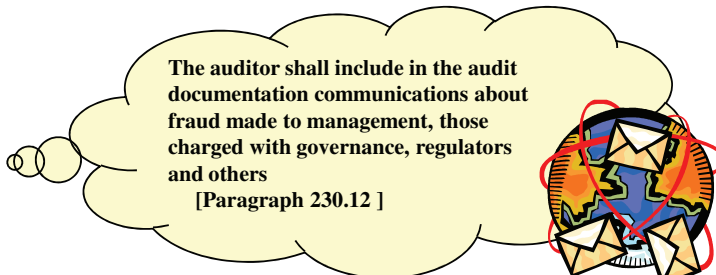 The auditor shall include in the audit
documentation communications about
fraud made to management, those
charged with governance, regulators
and others
[Paragraph 230.12 ]